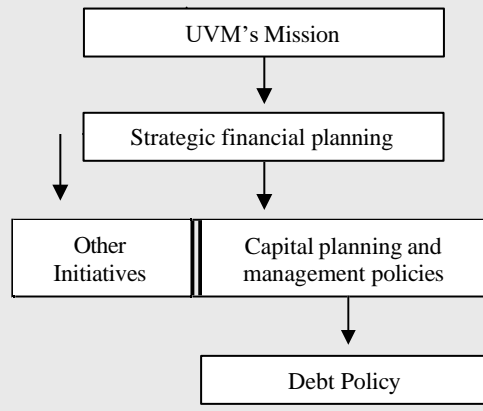 UVM’s Mission
Strategic financial planning
Other
Initiatives
Capital planning and
management policies
Debt Policy